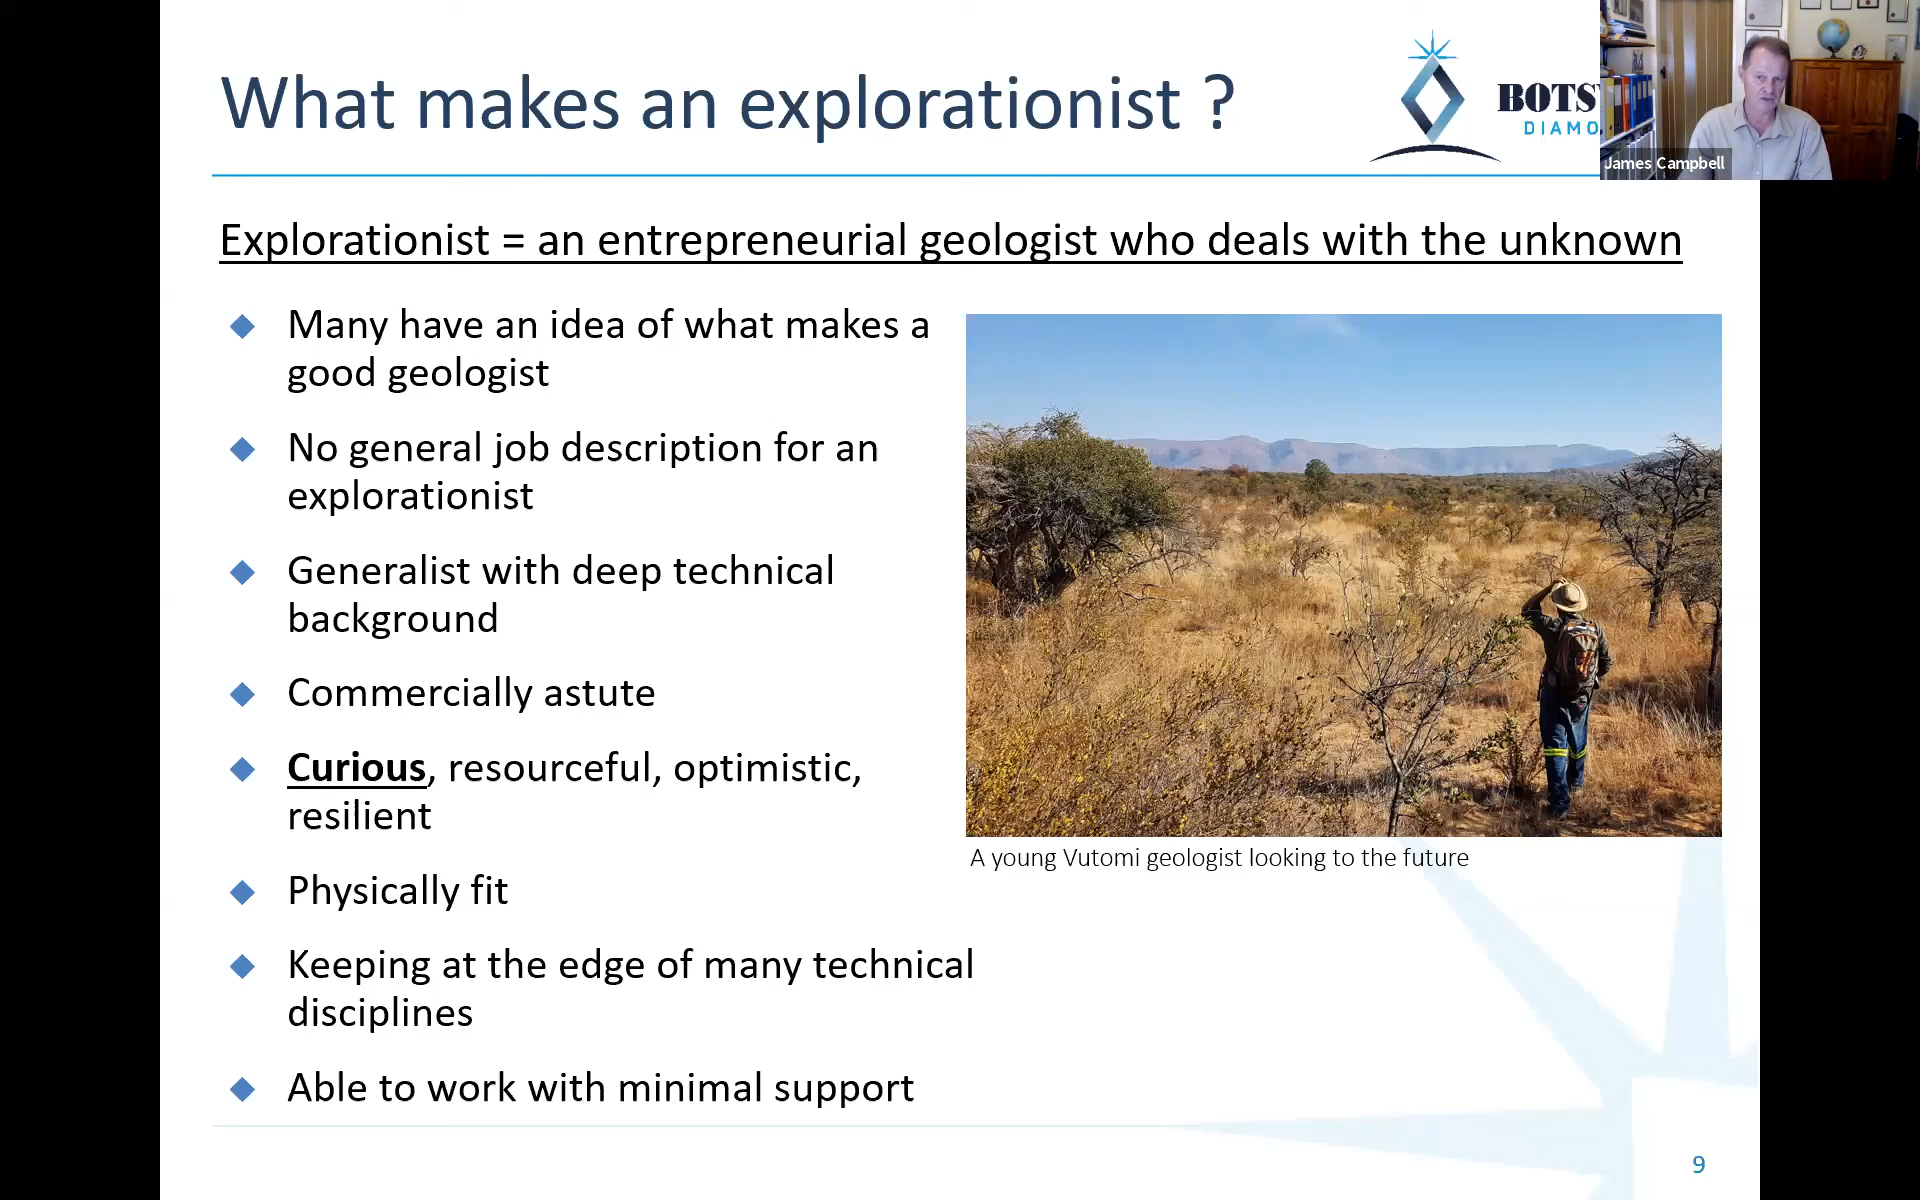 What makes an explorationist ?
BOTS
DIAMO
James Campbell
Explorationist = an entrepreneurial geologist who deals with the unknown
Many have an idea of what makes a
good geologist
No general job description for an
explorationist
Generalist with deep technical
background
Commercially astute
Curious, resourceful, optimistic,
resilient
Physically fit
Keeping at the edge of many technical
disciplines
Able to work with minimal support
A young Vutomi geologist looking to the future
9